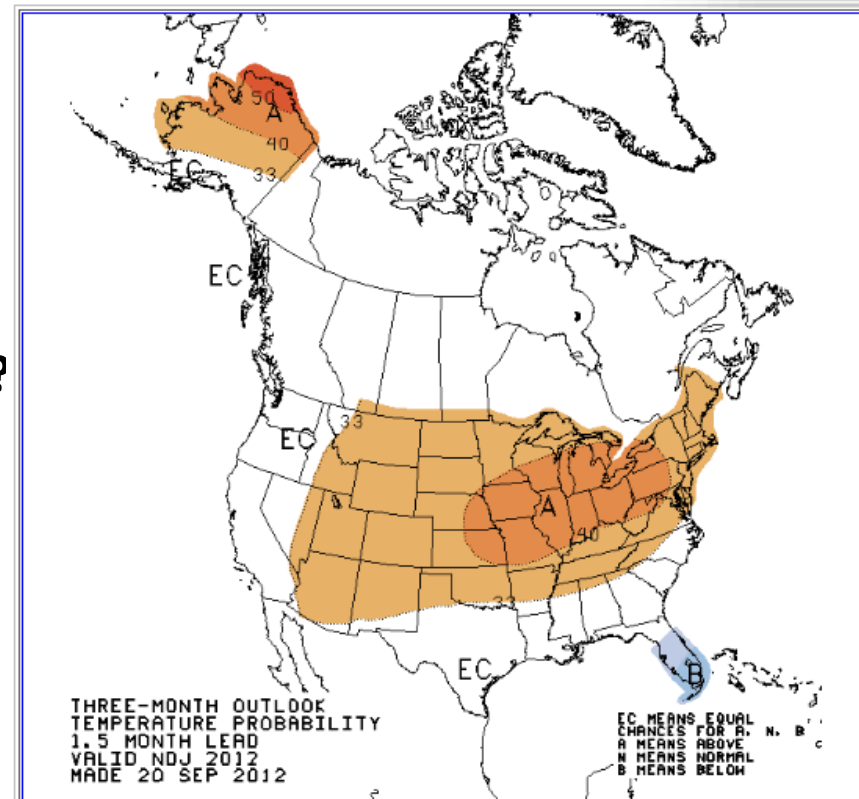 50
A
40
EC
33
EC
?
33
EC
A
40
33
EC
B
THREE-MONTH OUTLOOK
TEMPERATURE PROBABILITY
1.5 MONTH LEAD
VALID NDJ 2012
MADE 20 SEP 2012
EC MEANS EQUAL
CHANCES FOR A, N, B
A MEANS ABOVE
N MEANS NORMAL
B MEANS BELOW